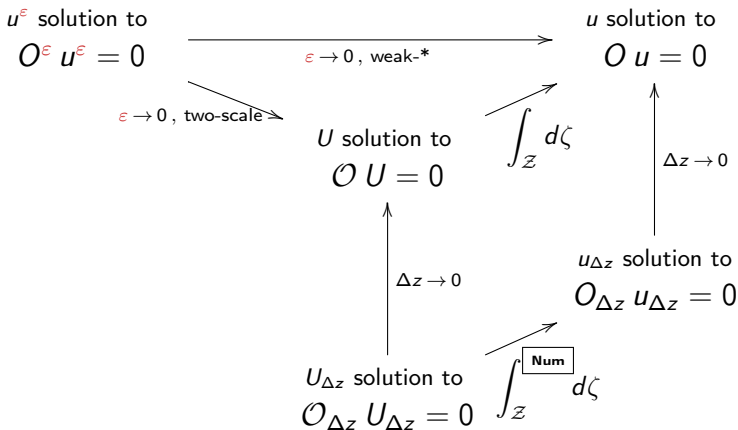 u^ε solution to
O^ε u^ε = 0
u solution to
O u = 0
ε → 0 , weak-*
ε → 0 , two-scale
U solution to
𝒪 U = 0
∫_𝒵 dζ
Δz → 0
Δz → 0
u_Δz solution to
O_Δz u_Δz = 0
U_Δz solution to
𝒪_Δz U_Δz = 0
∫_𝒵^Num dζ